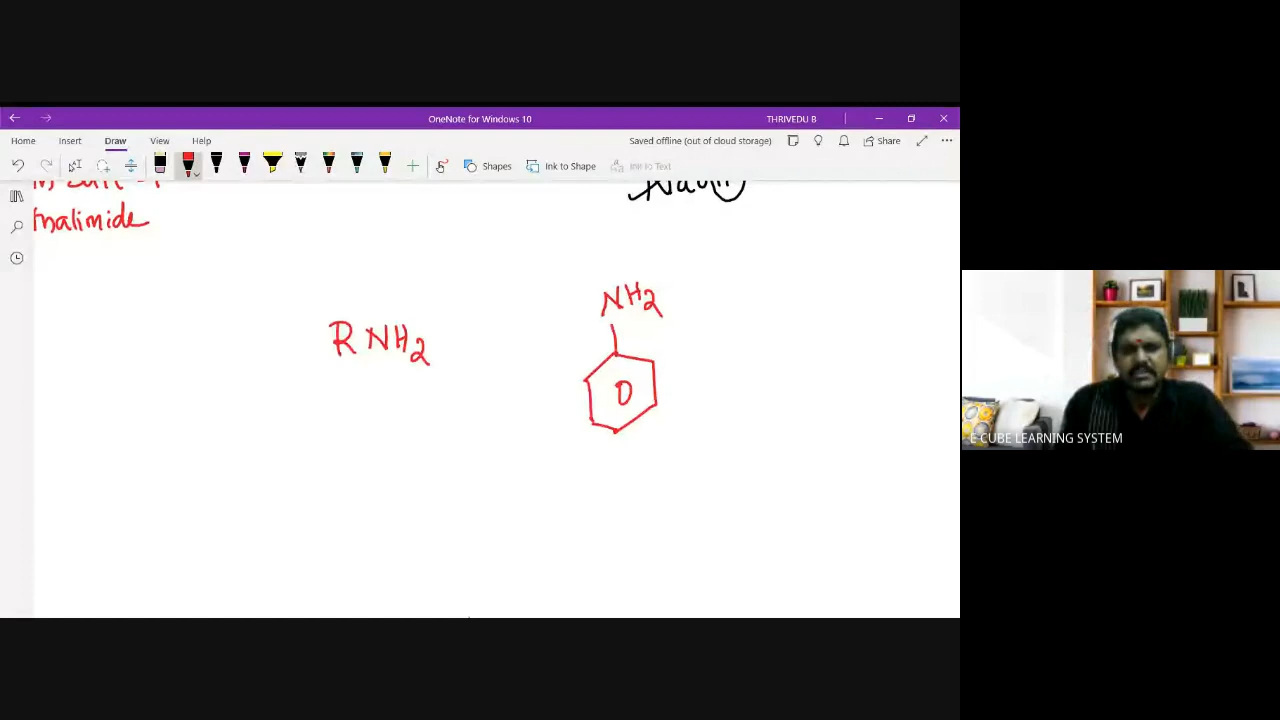 OneNote for Windows 10
THRIVEDU B
Home Insert Draw View Help
Saved offline (out of cloud storage)
Share
Shapes
Ink to Shape
Ink to Text
NH2
RNH2
E CUBE LEARNING SYSTEM